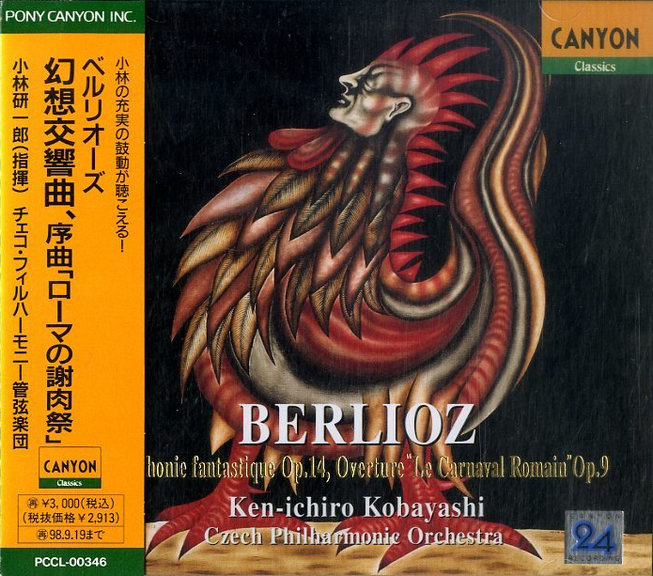 PONY CANYON INC.
小林の充実の鼓動が聴こえる!
ベルリオーズ
幻想交響曲、序曲「ローマの謝肉祭」
小林研一郎(指揮) チェコ・フィルハーモニー管弦楽団
CANYON
Classics
再 ¥3,000(税込)
(税抜価格 ¥2,913)
再 98.9.19まで
PCCL-00346
CANYON
Classics
BERLIOZ
honie fantastique Op.14, Overture "Le Carnaval Romain" Op.9
Ken-ichiro Kobayashi
Czech Philharmonic Orchestra
24